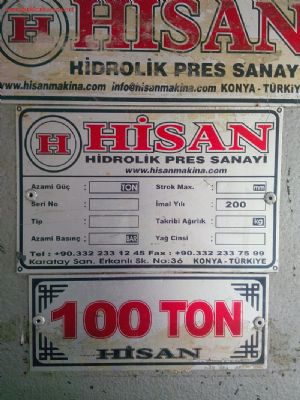 HİSAN
HİDROLİK PRES SANAY
www.hisanmakina.com info@hisanmakina.com KONYA - TÜRKİY
H HİSAN
HİDROLİK PRES SANAYİ
www.hisanmakina.com
Azami Güç : TON Strok Max. : mm
Seri No : İmal Yılı : 200
Tip : Takribi Ağırlık : kg
Azami Basınç : BAR Yağ Cinsi :
Tel : +90.332 233 12 45 Fax : +90.332 233 75 99
Karatay San. Erkanlı Sk. No:36 KONYA - TÜRKİYE
100 TON
HİSAN